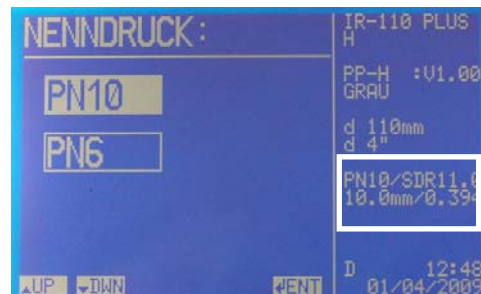 NENNDRUCK:
PN10
PN6
▲UP ▼DWN ↵ENT
IR-110 PLUS
H
PP-H :V1.00
GRAU
d 110mm
d 4"
PN10/SDR11.0
10.0mm/0.394
D 12:48
01/04/2009